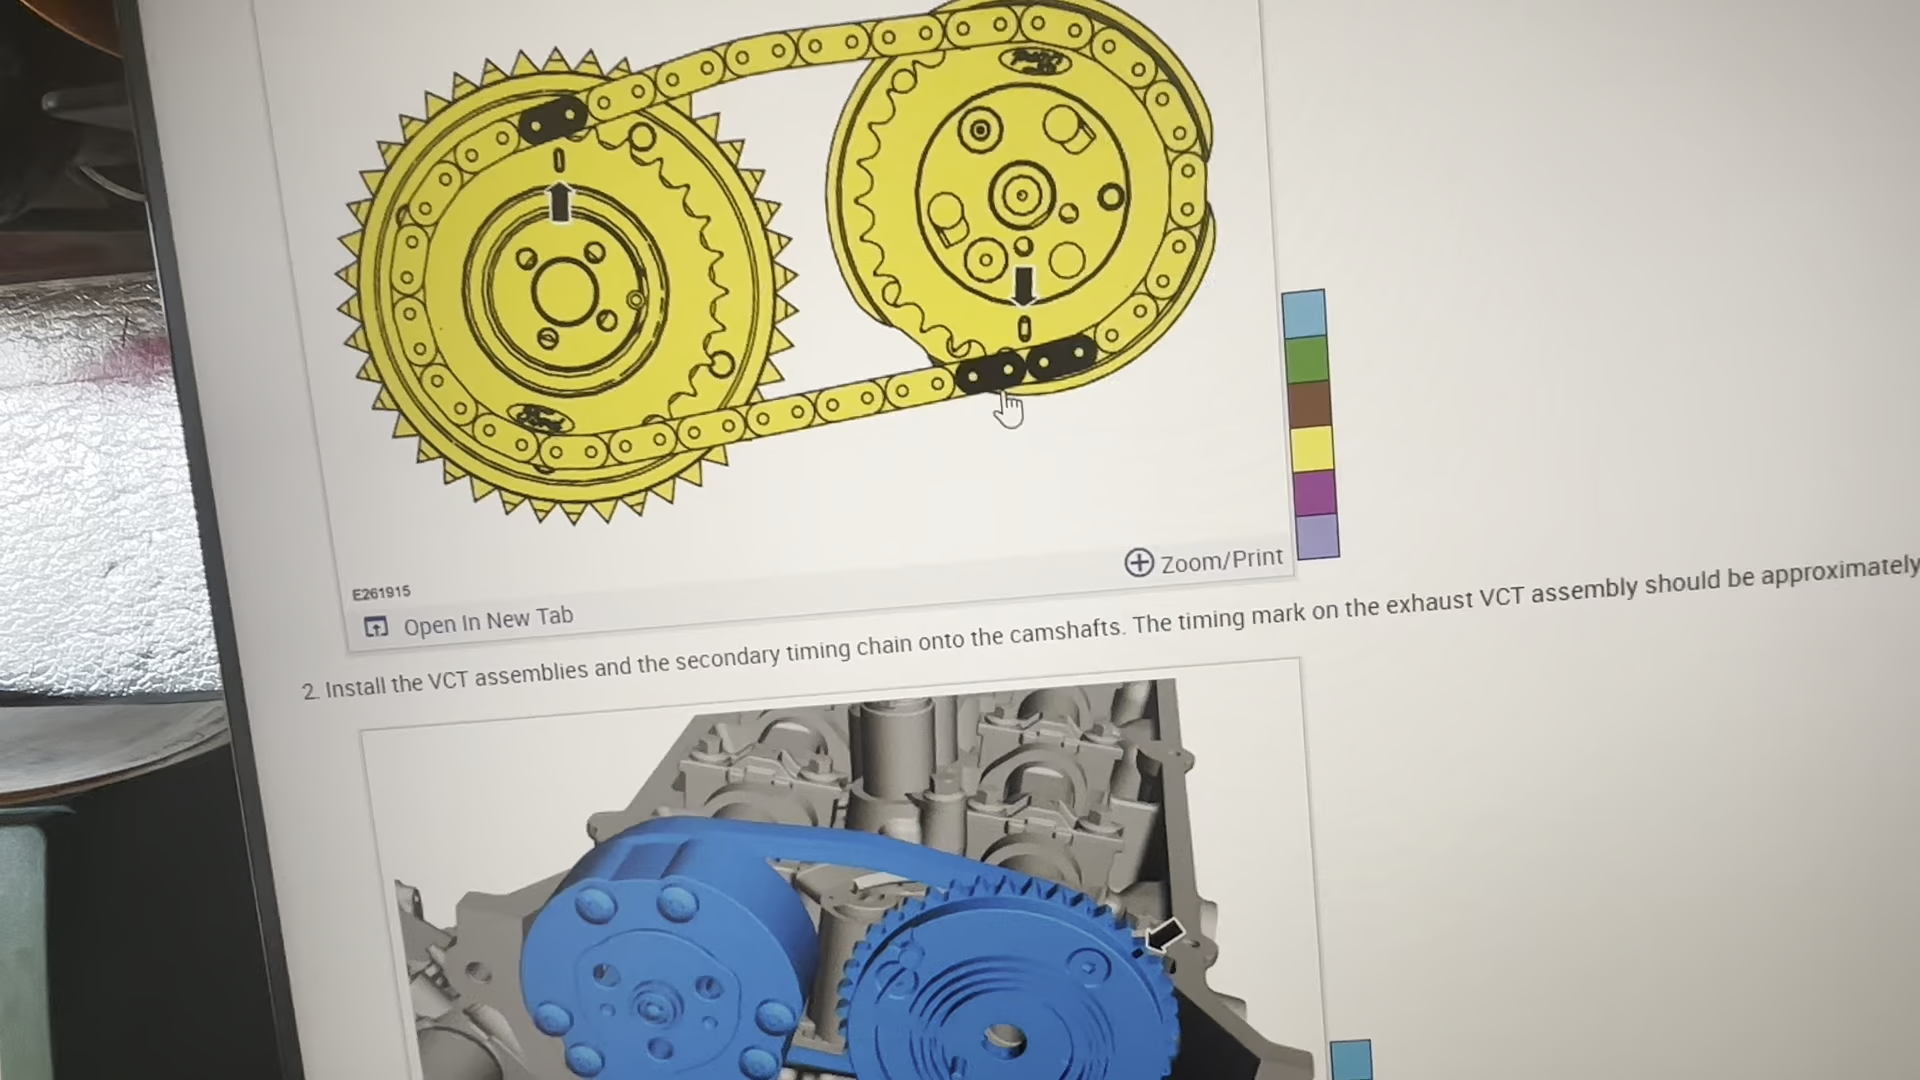 E261915
Zoom/Print
Open In New Tab
2. Install the VCT assemblies and the secondary timing chain onto the camshafts. The timing mark on the exhaust VCT assembly should be approximately